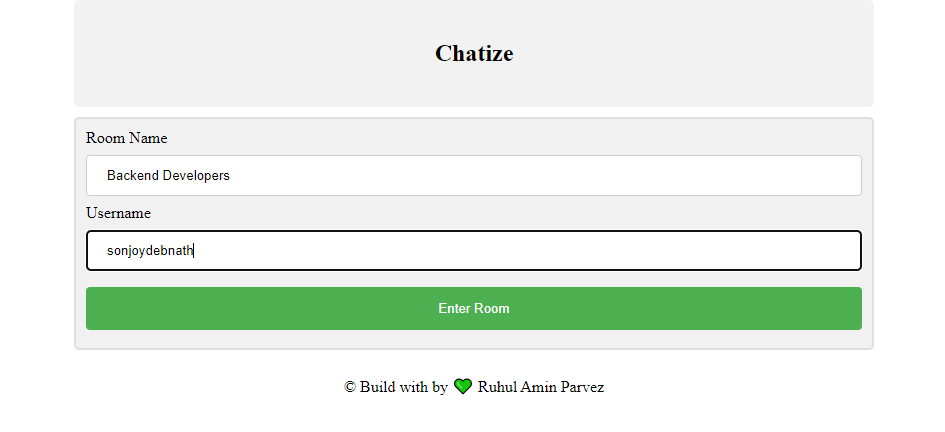 Chatize
Room Name
Backend Developers
Username
sonjoydebnath
Enter Room
© Build with by 💚 Ruhul Amin Parvez